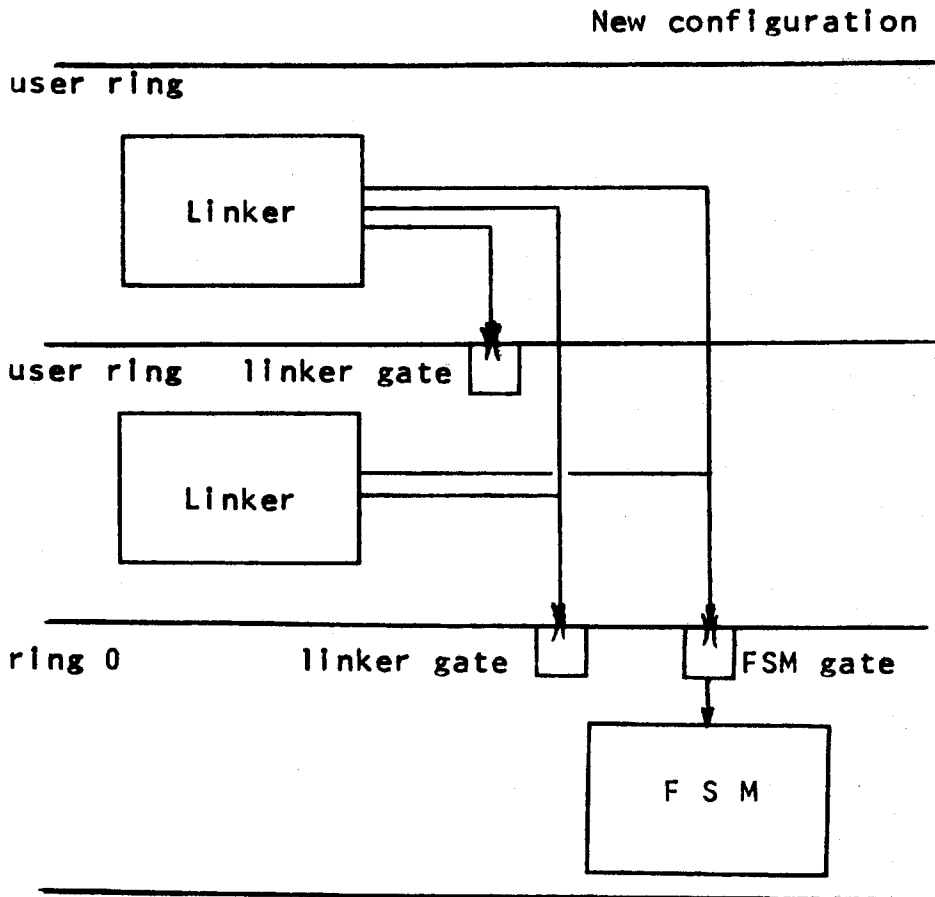 New configuration
user ring
Linker
user ring linker gate
Linker
ring 0 linker gate FSM gate
F S M